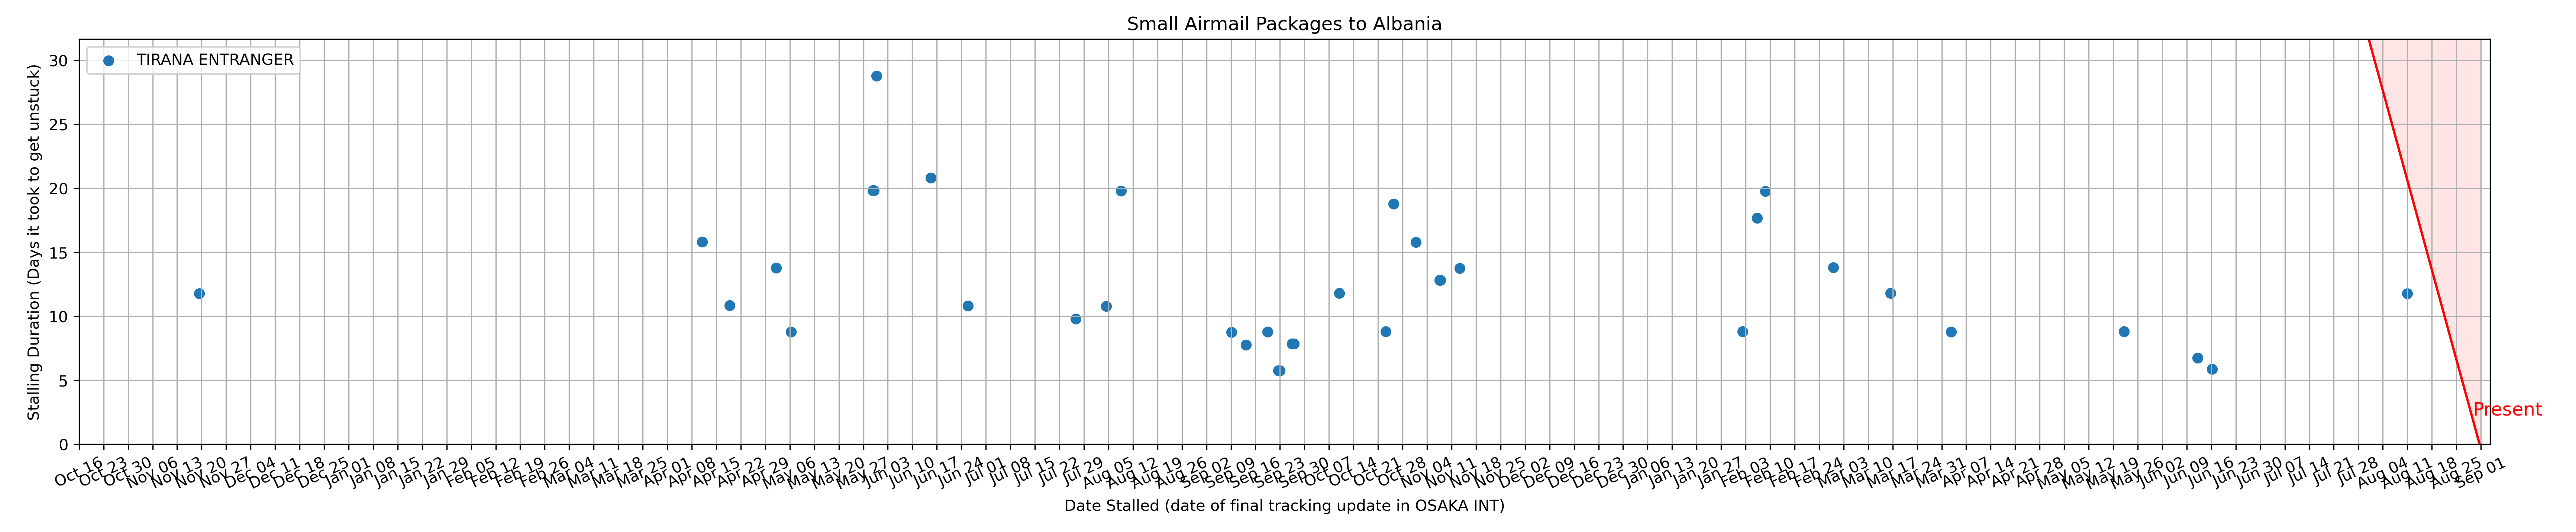 Small Airmail Packages to Albania
TIRANA ENTRANGER
Stalling Duration (Days it took to get unstuck)
30
25
20
15
10
5
0
Present
Oct 16
Oct 23
Oct 30
Nov 06
Nov 13
Nov 20
Nov 27
Dec 04
Dec 11
Dec 18
Dec 25
Jan 01
Jan 08
Jan 15
Jan 22
Jan 29
Feb 05
Feb 12
Feb 19
Feb 26
Mar 04
Mar 11
Mar 18
Mar 25
Apr 01
Apr 08
Apr 15
Apr 22
Apr 29
May 06
May 13
May 20
May 27
Jun 03
Jun 10
Jun 17
Jun 24
Jul 01
Jul 08
Jul 15
Jul 22
Jul 29
Aug 05
Aug 12
Aug 19
Aug 26
Sep 02
Sep 09
Sep 16
Sep 23
Sep 30
Oct 07
Oct 14
Oct 21
Oct 28
Nov 04
Nov 11
Nov 18
Nov 25
Dec 02
Dec 09
Dec 16
Dec 23
Dec 30
Jan 06
Jan 13
Jan 20
Jan 27
Feb 03
Feb 10
Feb 17
Feb 24
Mar 03
Mar 10
Mar 17
Mar 24
Mar 31
Apr 07
Apr 14
Apr 21
Apr 28
May 05
May 12
May 19
May 26
Jun 02
Jun 09
Jun 16
Jun 23
Jun 30
Jul 07
Jul 14
Jul 21
Jul 28
Aug 04
Aug 11
Aug 18
Aug 25
Sep 01
Date Stalled (date of final tracking update in OSAKA INT)